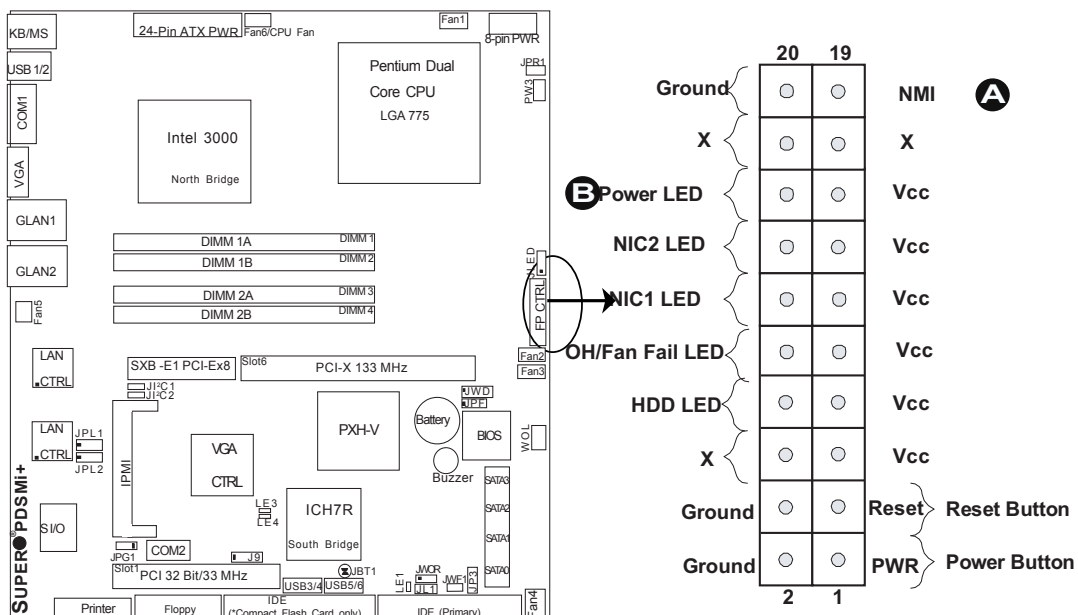 KB/MS
24-Pin ATX PWR
Fan6/CPU Fan
Fan1
8-pin PWR
USB 1/2
JPR1
PW3
COM1
Pentium Dual
Core CPU
LGA 775
Intel 3000
North Bridge
VGA
GLAN1
GLAN2
DIMM 1A
DIMM 1
DIMM 1B
DIMM 2
DIMM 2A
DIMM 3
DIMM 2B
DIMM 4
JLED
FP CTRL
Fan5
Fan2
Fan3
LAN
CTRL
SXB -E1 PCI-Ex8
Slot6
PCI-X 133 MHz
JI²C1
JI²C2
JWD
JPF
LAN
CTRL
JPL1
JPL2
IPMI
VGA
CTRL
PXH-V
Battery
BIOS
WOL
Buzzer
SATA3
SATA2
SATA1
SATA0
LE3
LE4
ICH7R
South Bridge
SUPER® PDSMi+
S I/O
JPG1
COM2
J9
Slot1
PCI 32 Bit/33 MHz
JBT1
USB3/4
USB5/6
LE1
JWOR
JL1
JWF1
JP3
Fan4
Printer
Floppy
IDE
(*Compact Flash Card only)
IDE (Primary)
20 19
Ground NMI A
X X
B Power LED Vcc
NIC2 LED Vcc
NIC1 LED Vcc
OH/Fan Fail LED Vcc
HDD LED Vcc
X Vcc
Ground Reset Reset Button
Ground PWR Power Button
2 1